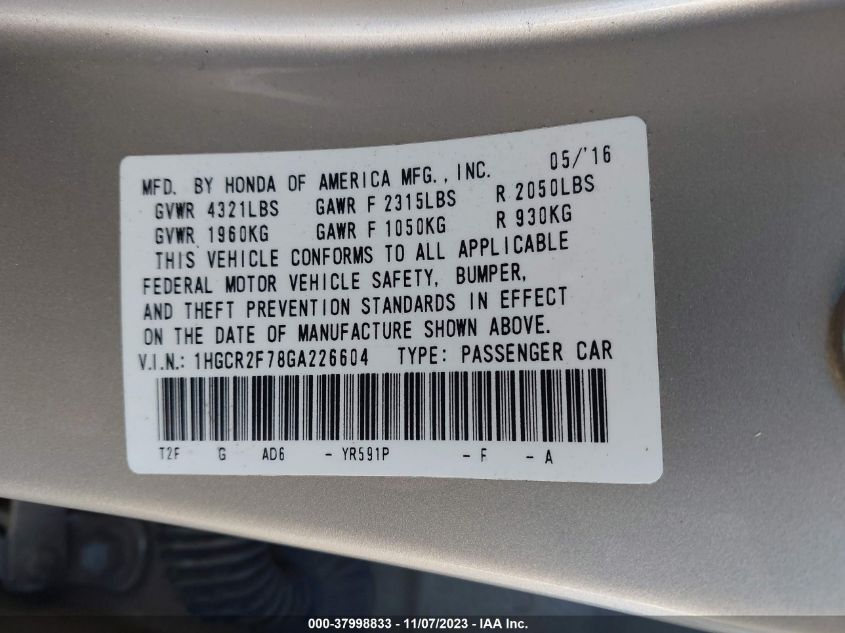 MFD. BY HONDA OF AMERICA MFG., INC. 05/'16
GVWR 4321LBS GAWR F 2315LBS R 2050LBS
GVWR 1960KG GAWR F 1050KG R 930KG
THIS VEHICLE CONFORMS TO ALL APPLICABLE
FEDERAL MOTOR VEHICLE SAFETY, BUMPER,
AND THEFT PREVENTION STANDARDS IN EFFECT
ON THE DATE OF MANUFACTURE SHOWN ABOVE.
V.I.N.: 1HGCR2F78GA226604 TYPE: PASSENGER CAR
T2F G AD6 - YR591P - F - A
000-37998833 - 11/07/2023 - IAA Inc.